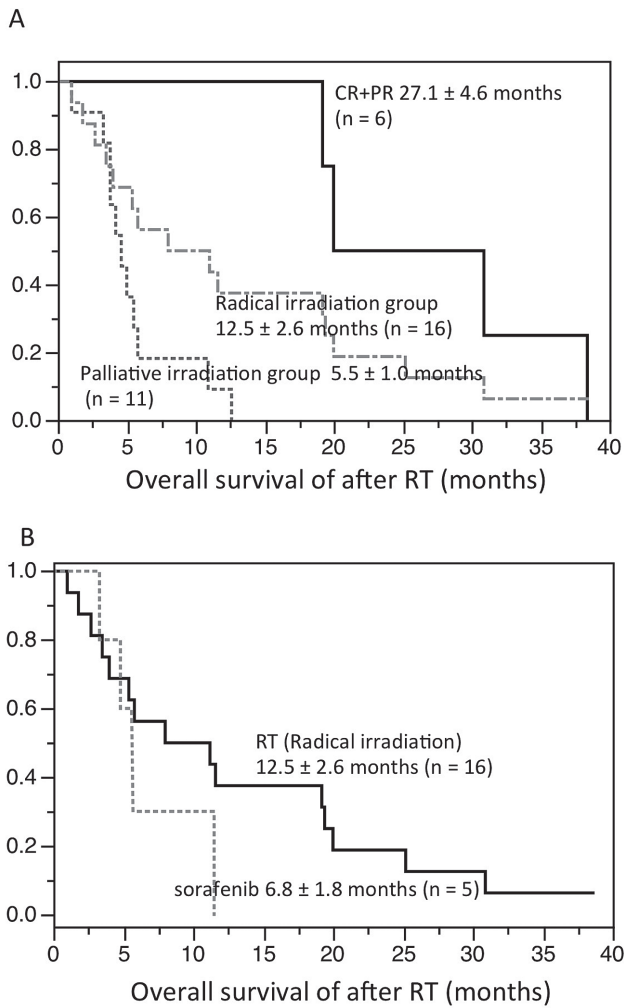 A
1.0
CR+PR 27.1 ± 4.6 months
(n = 6)
0.8
0.6
0.4
Radical irradiation group
12.5 ± 2.6 months (n = 16)
0.2
Palliative irradiation group 5.5 ± 1.0 months
(n = 11)
0.0
0 5 10 15 20 25 30 35 40
Overall survival of after RT (months)
B
1.0
0.8
0.6
RT (Radical irradiation)
12.5 ± 2.6 months (n = 16)
0.4
0.2
sorafenib 6.8 ± 1.8 months (n = 5)
0.0
0 5 10 15 20 25 30 35 40
Overall survival of after RT (months)